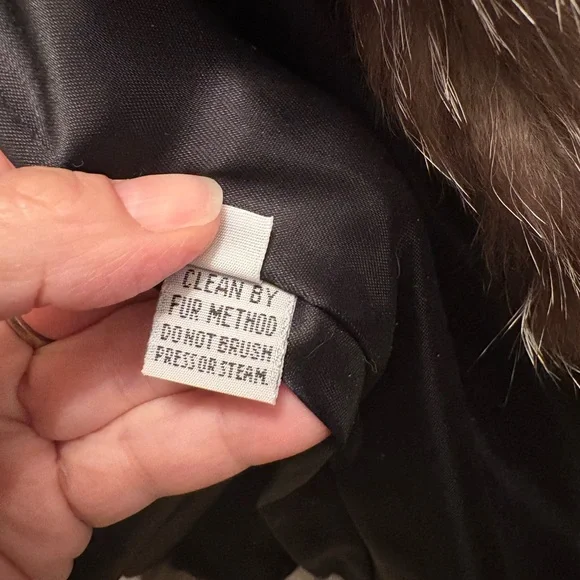 CLEAN BY
FUR METHOD
DO NOT BRUSH
PRESS OR STEAM.